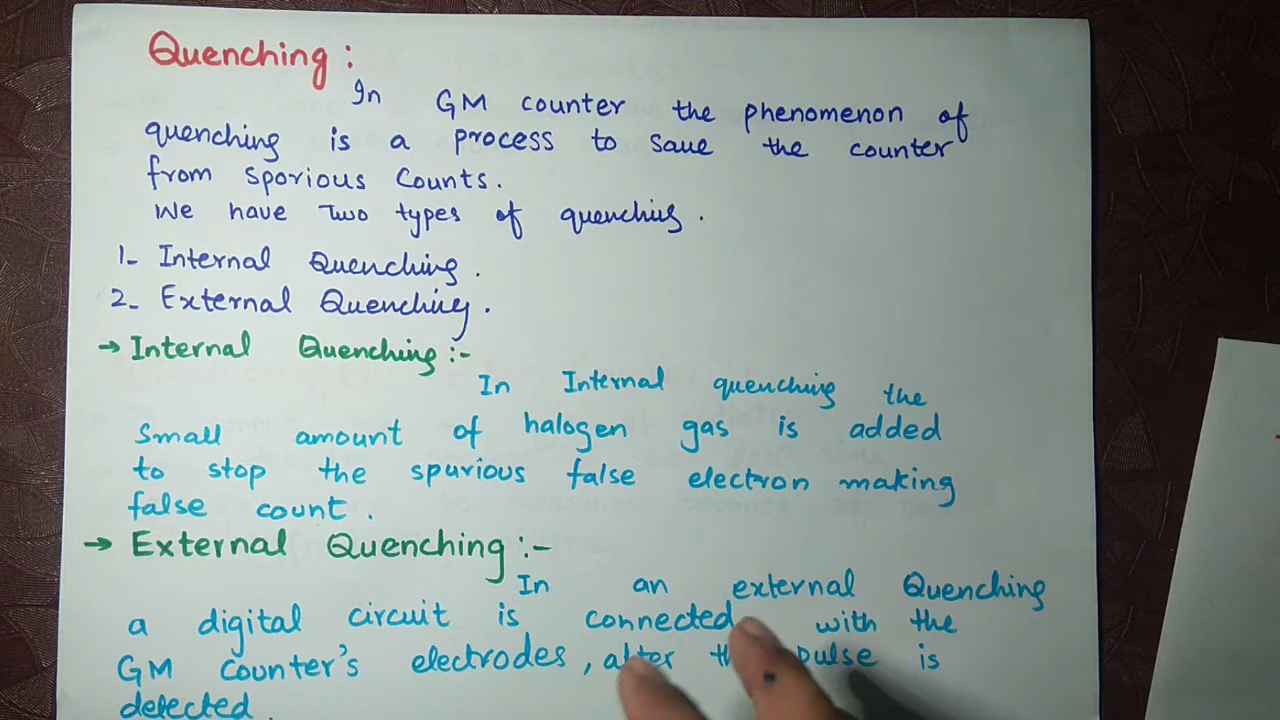 Quenching :
In GM counter the phenomenon of
quenching is a process to save the counter
from sporious Counts.
We have Two types of quenching .
1- Internal Quenching .
2- External Quenching .
→ Internal Quenching :-
In Internal quenching the
Small amount of halogen gas is added
to stop the spurious false electron making
false count .
→ External Quenching :-
In an external Quenching
a digital circuit is connected with the
GM counter's electrodes , after pulse is
detected .